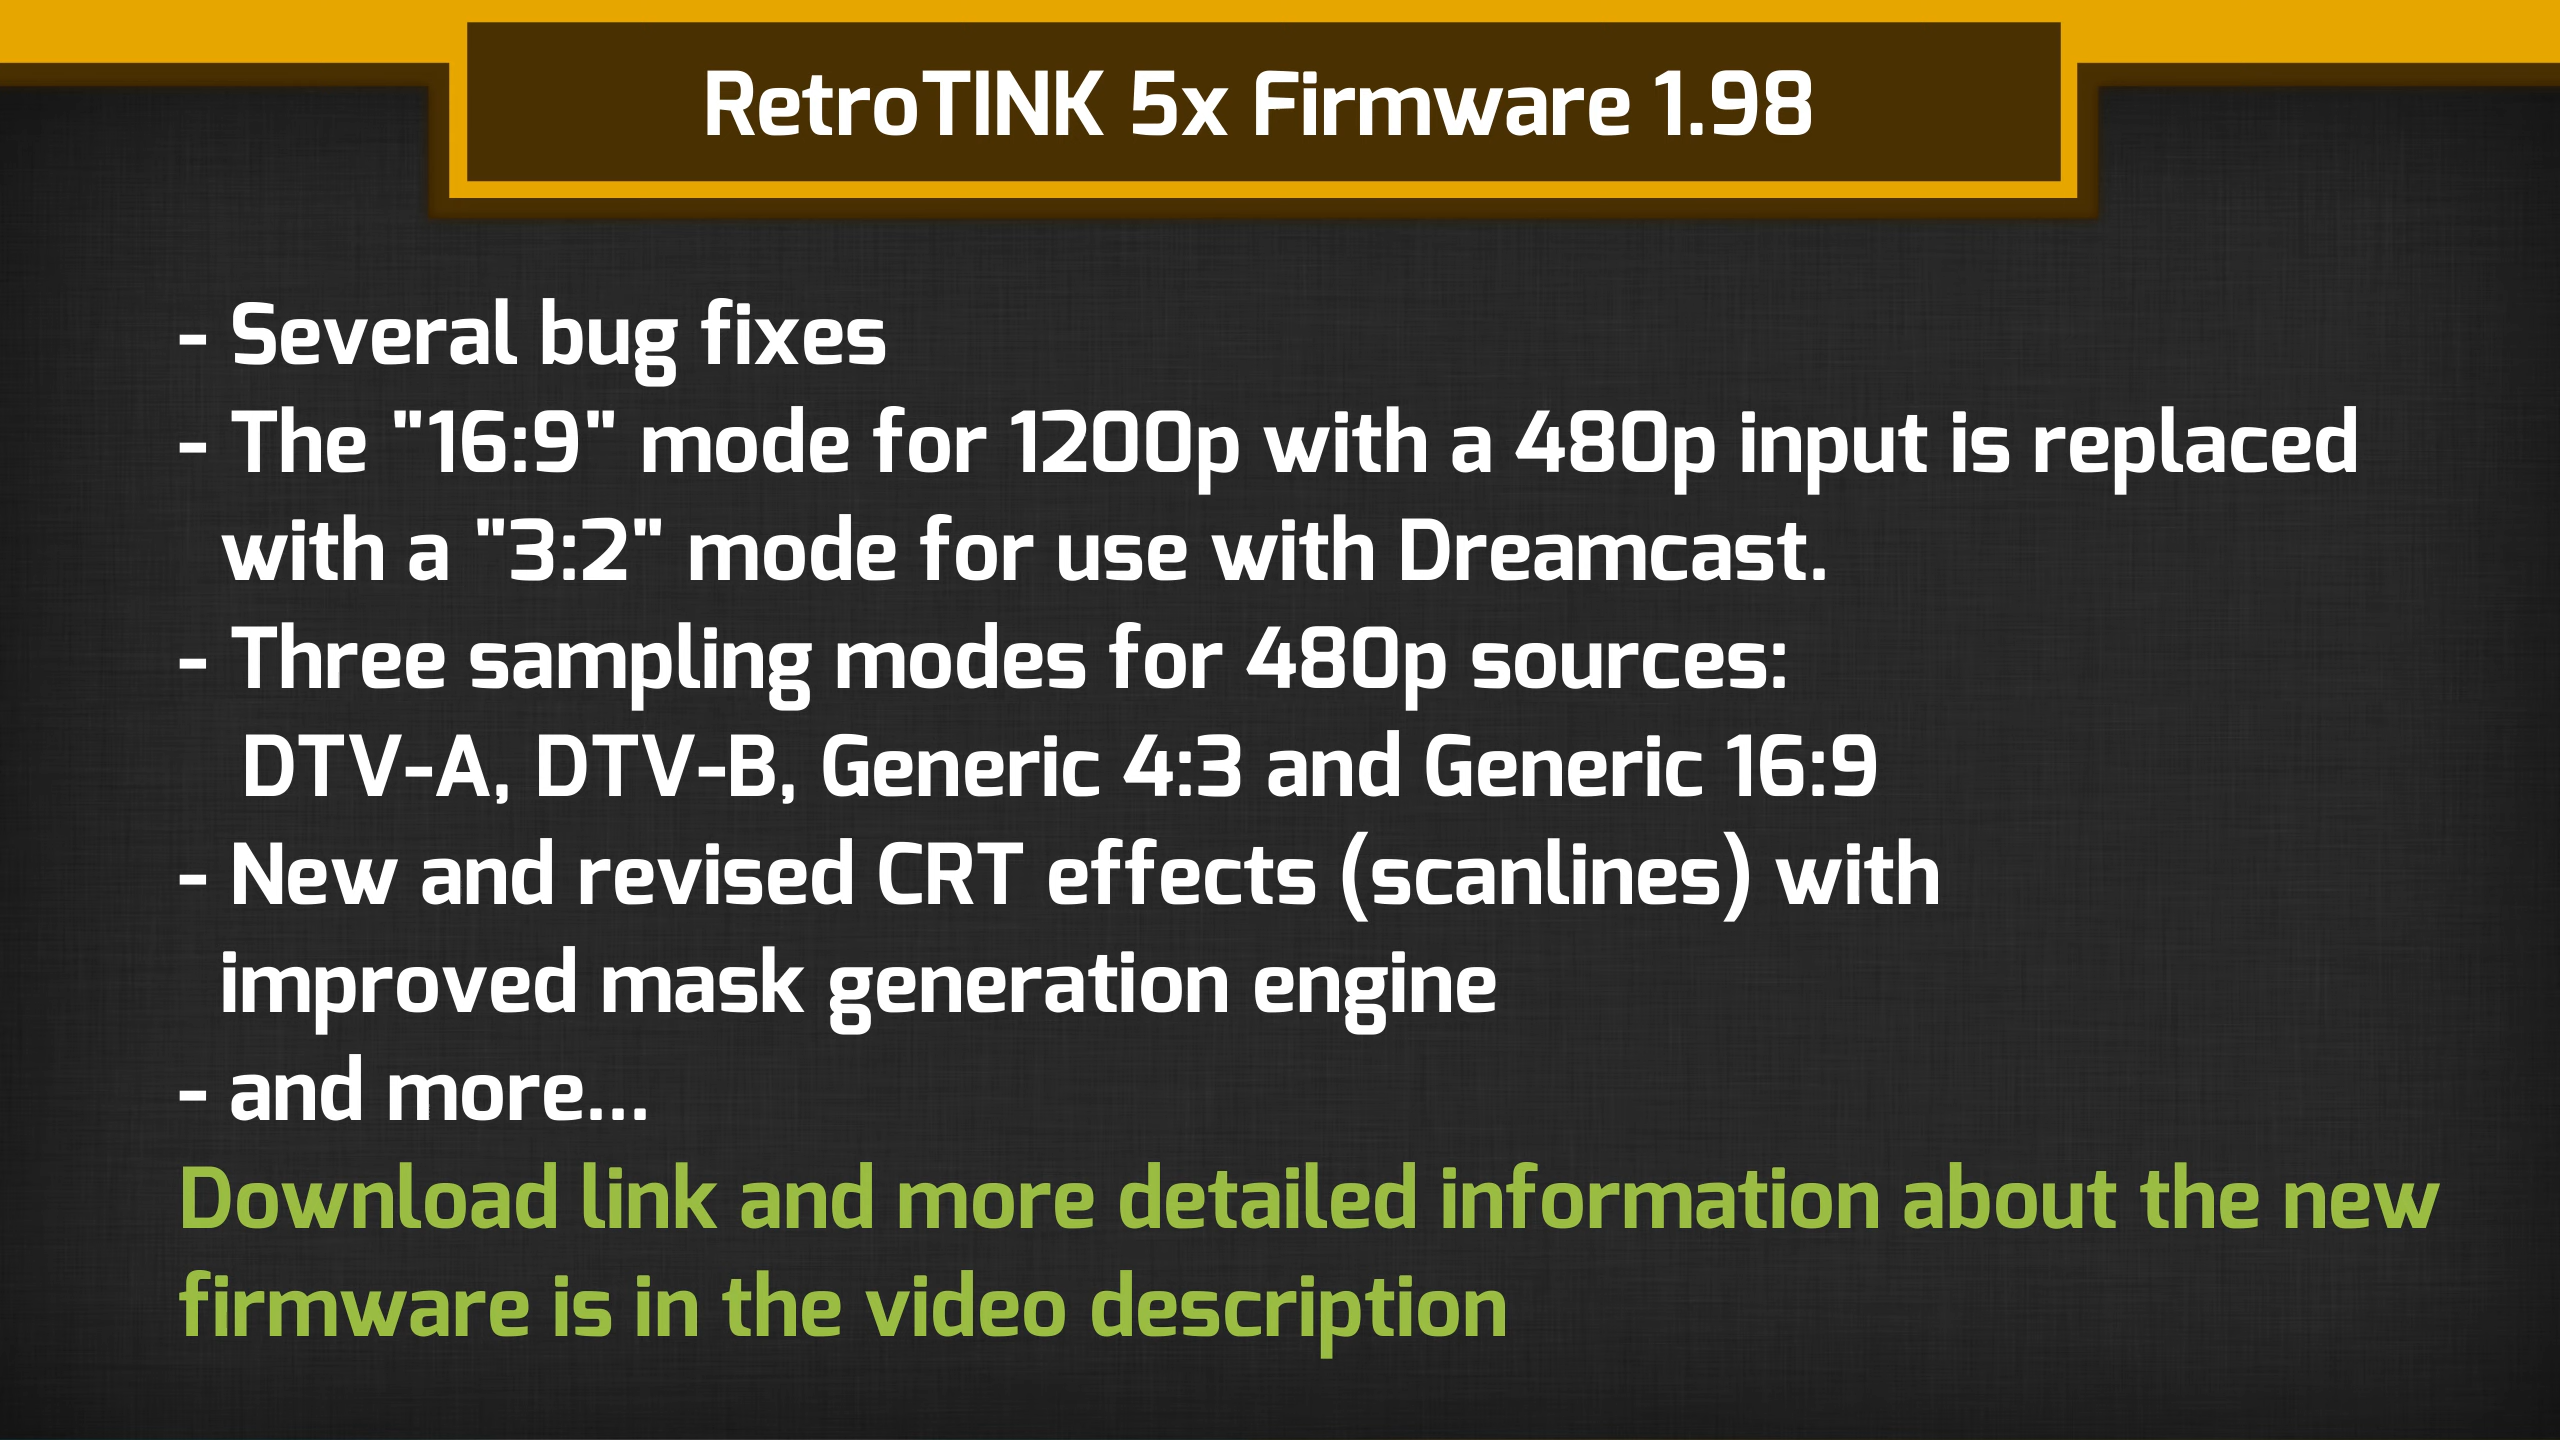 RetroTINK 5x Firmware 1.98
- Several bug fixes
- The "16:9" mode for 1200p with a 480p input is replaced
with a "3:2" mode for use with Dreamcast.
- Three sampling modes for 480p sources:
DTV-A, DTV-B, Generic 4:3 and Generic 16:9
- New and revised CRT effects (scanlines) with
improved mask generation engine
- and more...
Download link and more detailed information about the new
firmware is in the video description